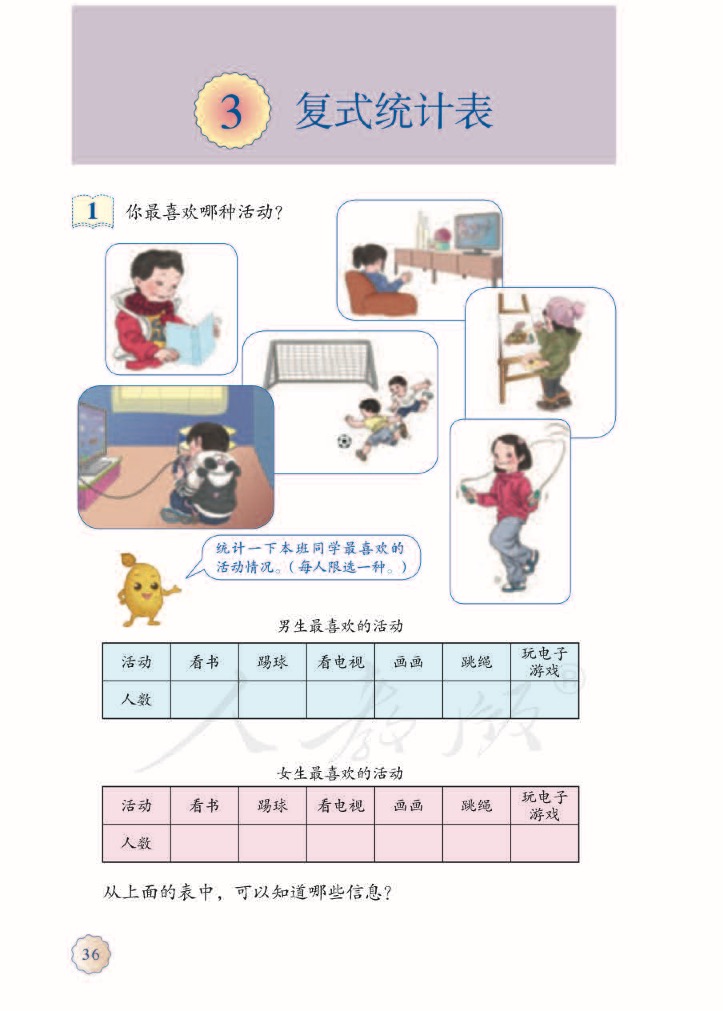 3 复式统计表
1 你最喜欢哪种活动？
统计一下本班同学最喜欢的
活动情况。（每人限选一种。）
男生最喜欢的活动
活动 看书 踢球 看电视 画画 跳绳 玩电子游戏
人数
女生最喜欢的活动
活动 看书 踢球 看电视 画画 跳绳 玩电子游戏
人数
人教版®
从上面的表中，可以知道哪些信息？
36